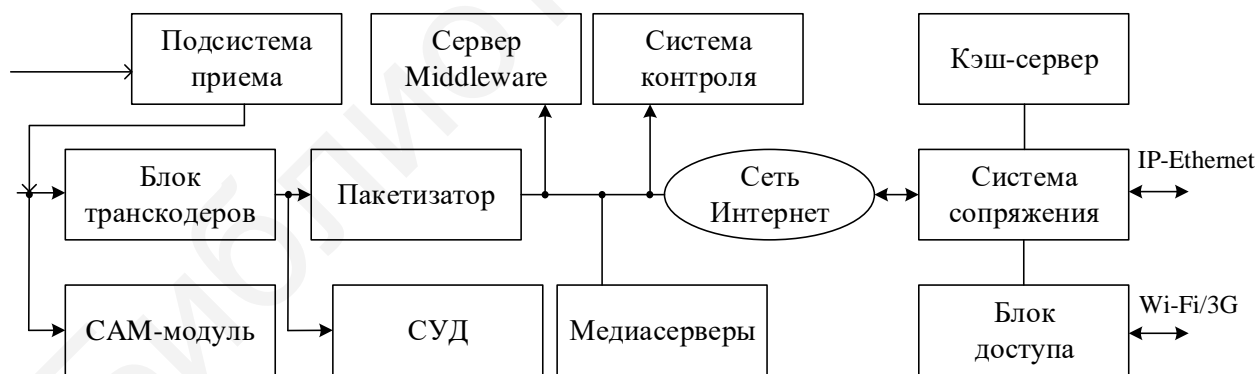 Подсистема
приема
Сервер
Middleware
Система
контроля
Кэш-сервер
Блок
транскодеров
Пакетизатор
Сеть
Интернет
Система
сопряжения
IP-Ethernet
CAM-модуль
СУД
Медиасерверы
Блок
доступа
Wi-Fi/3G